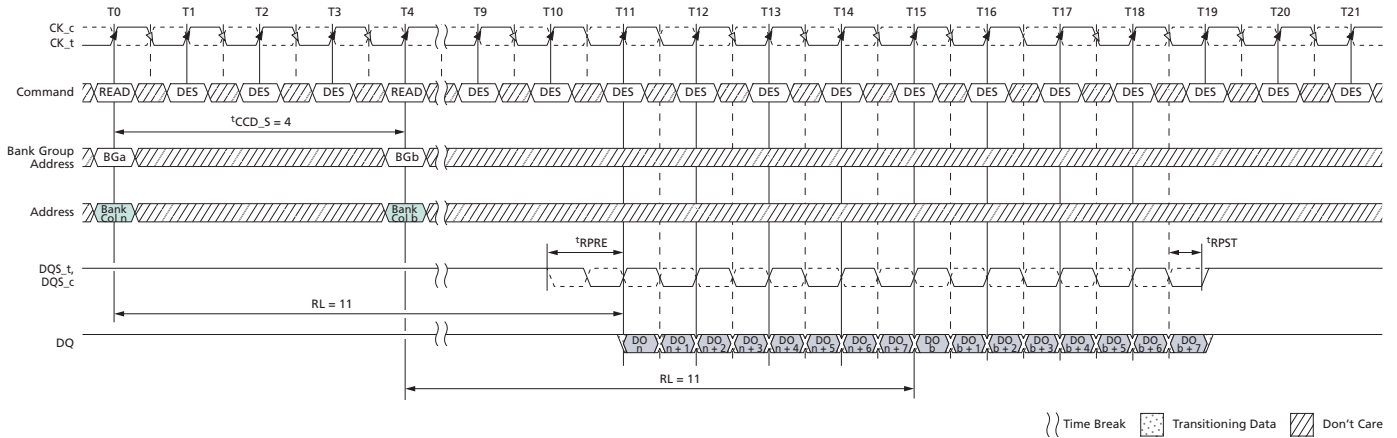 T0 T1 T2 T3 T4 T9 T10 T11 T12 T13 T14 T15 T16 T17 T18 T19 T20 T21
CK_c
CK_t
Command READ DES DES DES READ DES DES DES DES DES DES DES DES DES DES DES DES DES
tCCD_S = 4
Bank Group
Address
BGa BGb
Address
Bank
Col n
Bank
Col b
tRPRE tRPST
DQS_t,
DQS_c
RL = 11
DQ
DO
n
DO
n + 1
DO
n + 2
DO
n + 3
DO
n + 4
DO
n + 5
DO
n + 6
DO
n + 7
DO
b
DO
b + 1
DO
b + 2
DO
b + 3
DO
b + 4
DO
b + 5
DO
b + 6
DO
b + 7
RL = 11
Time Break Transitioning Data Don't Care